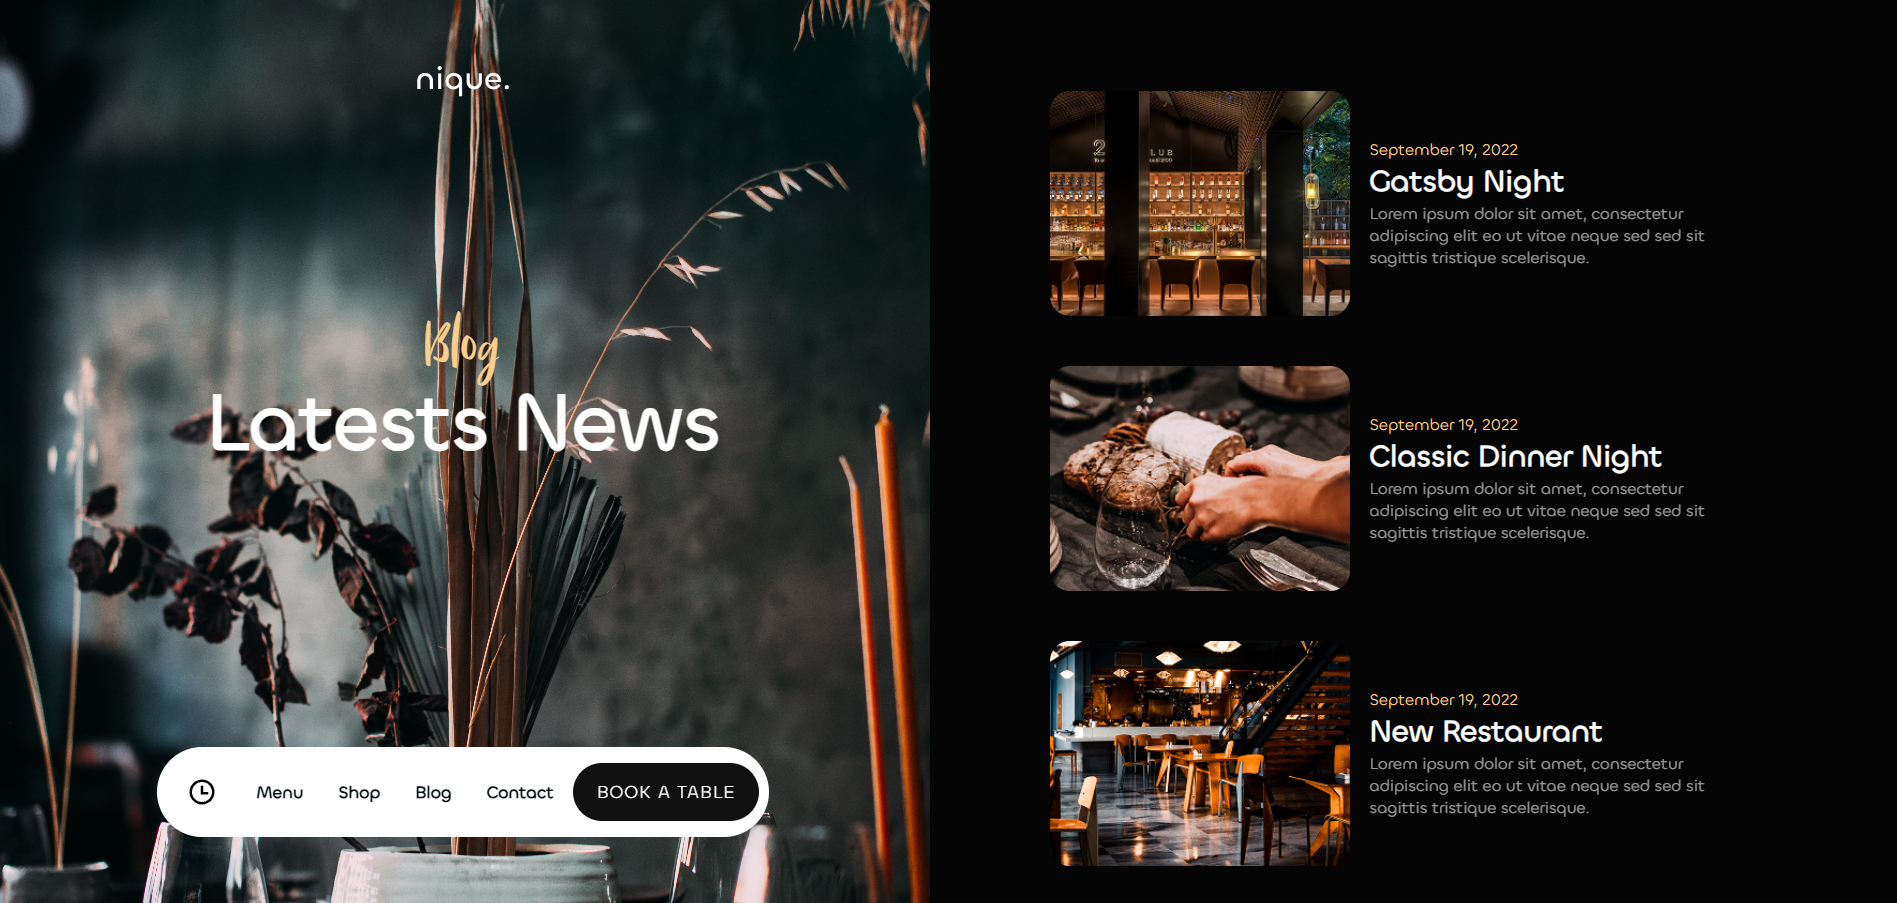 nique.
Blog
Latests News
Menu Shop Blog Contact BOOK A TABLE
LUB
September 19, 2022
Gatsby Night
Lorem ipsum dolor sit amet, consectetur
adipiscing elit eo ut vitae neque sed sed sit
sagittis tristique scelerisque.
September 19, 2022
Classic Dinner Night
Lorem ipsum dolor sit amet, consectetur
adipiscing elit eo ut vitae neque sed sed sit
sagittis tristique scelerisque.
September 19, 2022
New Restaurant
Lorem ipsum dolor sit amet, consectetur
adipiscing elit eo ut vitae neque sed sed sit
sagittis tristique scelerisque.